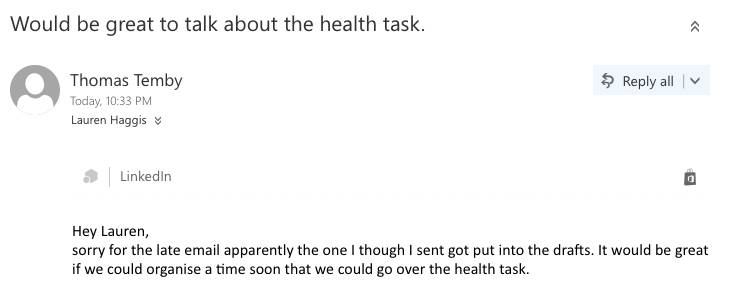 Would be great to talk about the health task.
Thomas Temby
Reply all
Today, 10:33 PM
Lauren Haggis
LinkedIn
Hey Lauren,
sorry for the late email apparently the one I though I sent got put into the drafts. It would be great
if we could organise a time soon that we could go over the health task.